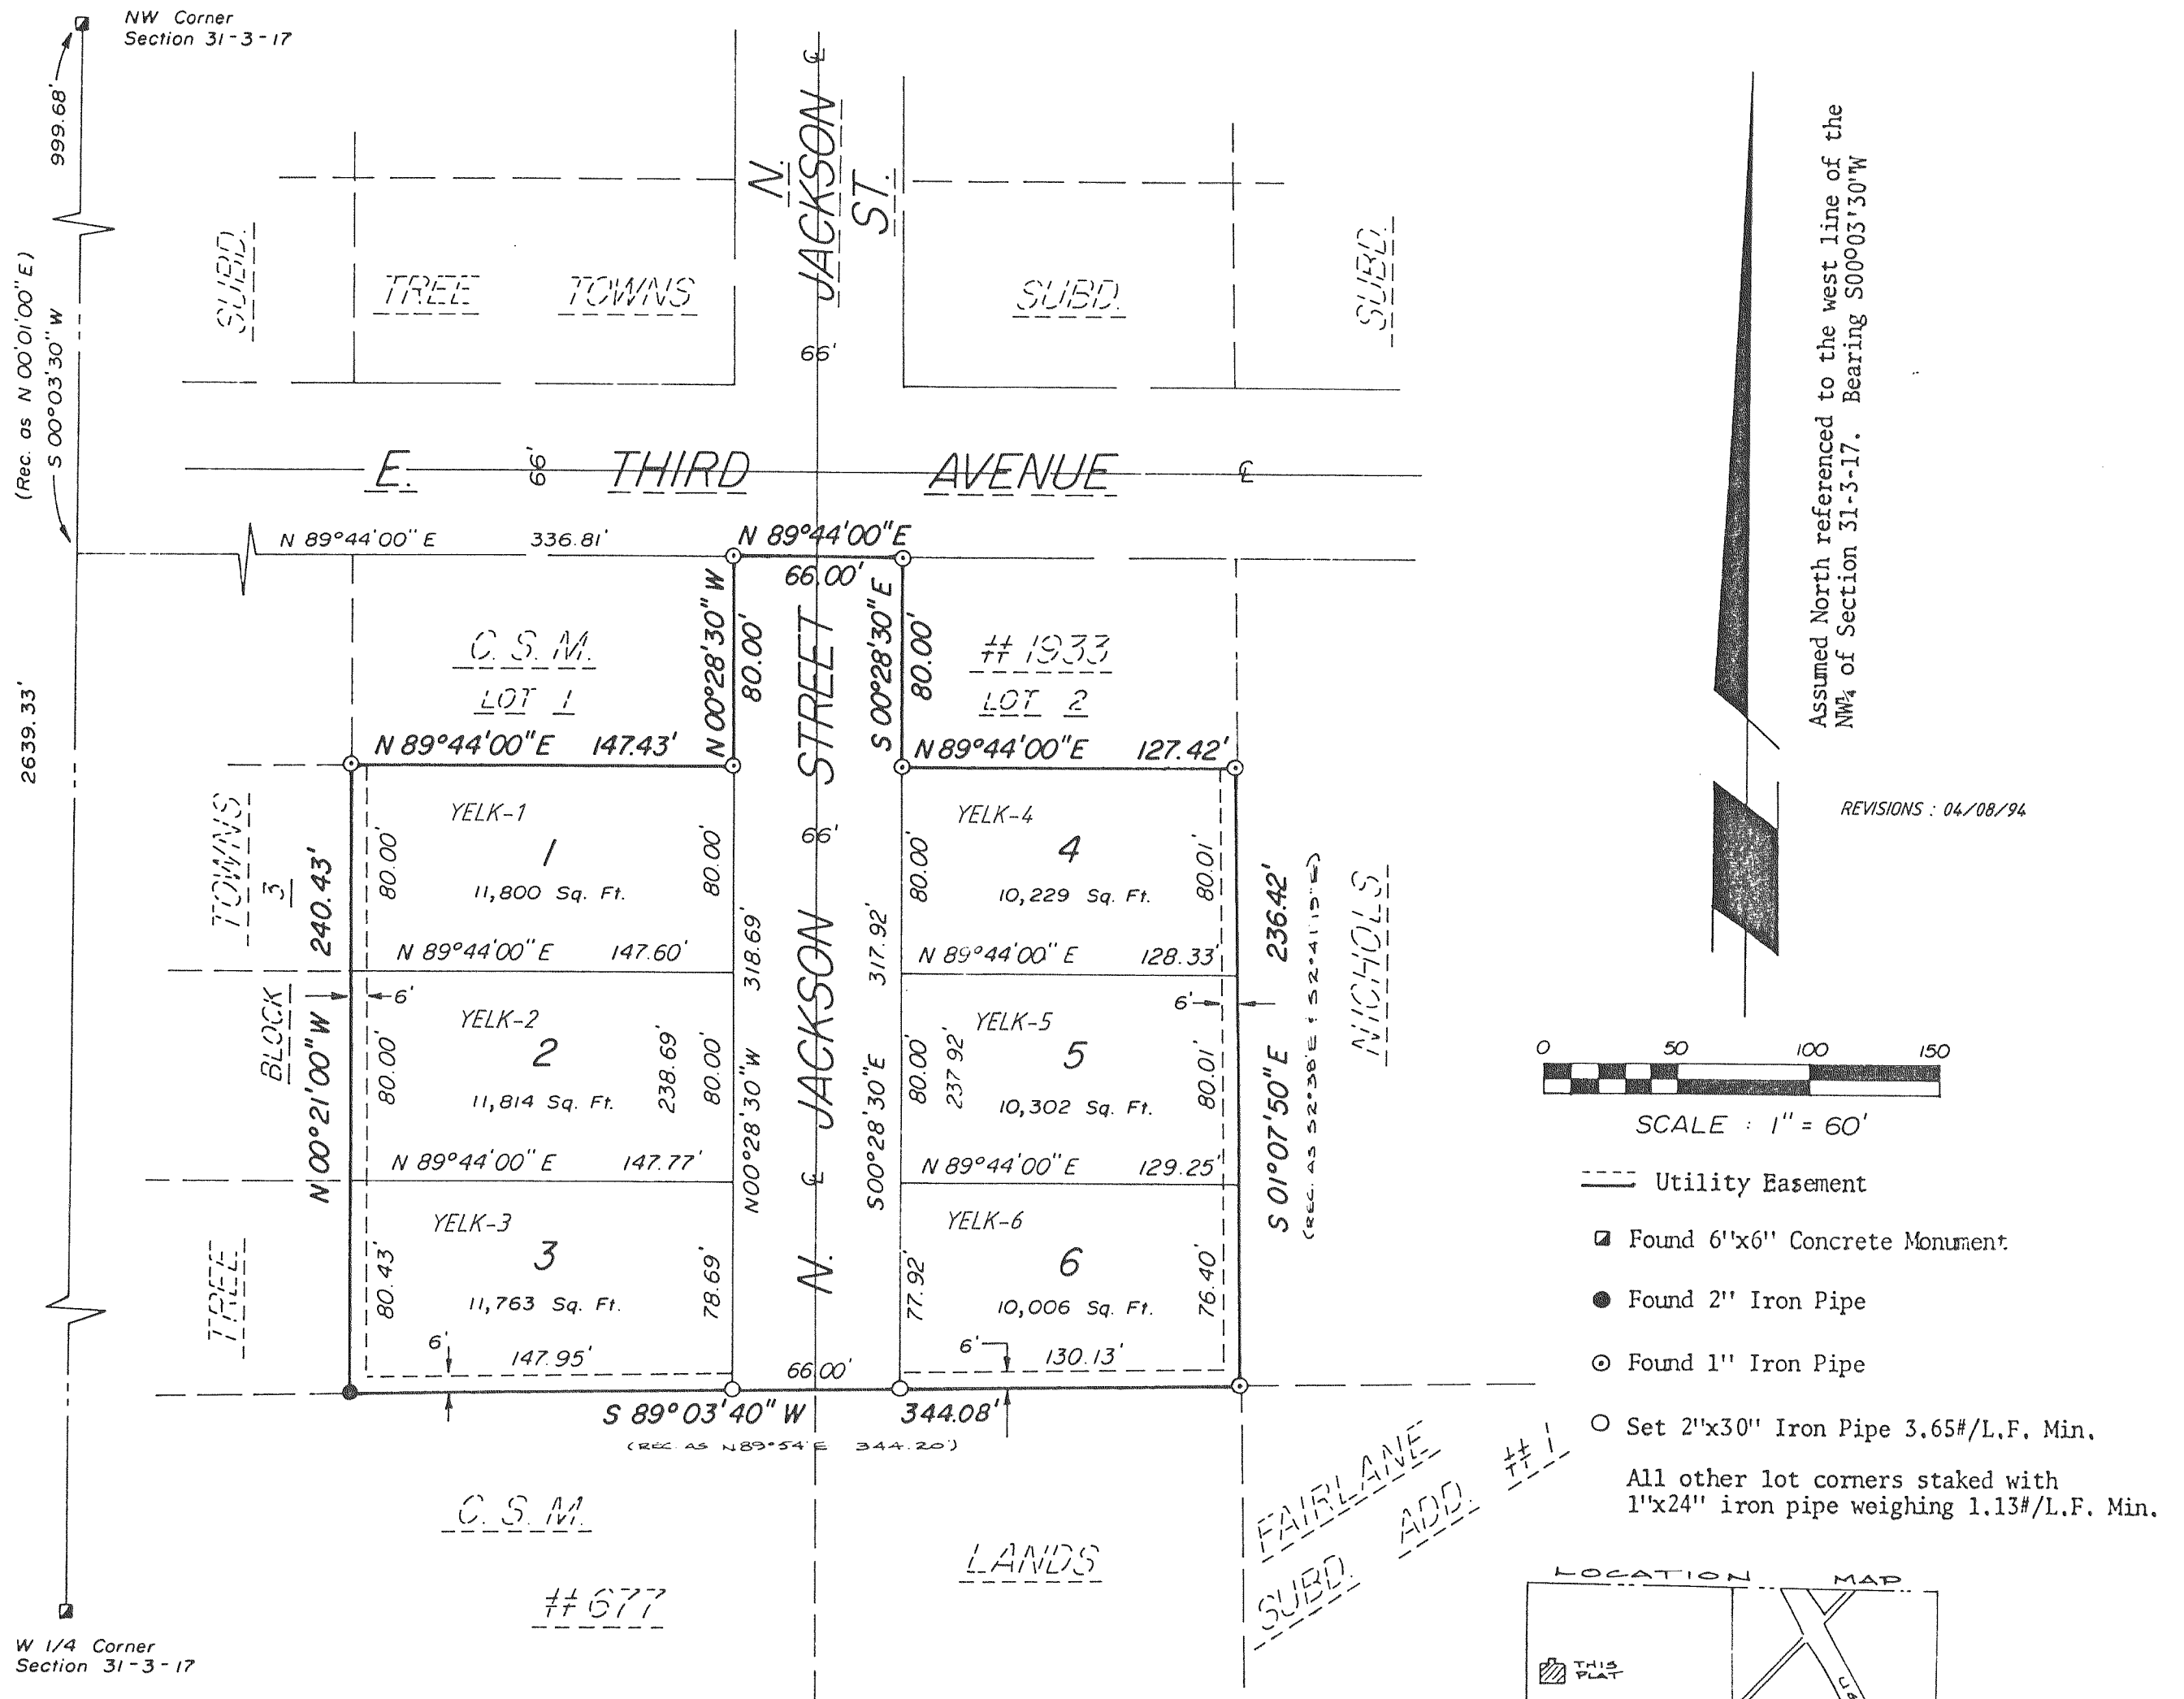 NW Corner
Section 31-3-17
999.68'
(Rec. as N 00°01'00" E)
S 00°03'30" W
2639.33'
W 1/4 Corner
Section 31-3-17
N.
JACKSON
ST.
℄
66'
SUBD.
TREE TOWNS
SUBD.
SUBD.
E. 66' THIRD AVENUE ℄
N 89°44'00" E 336.81'
N 89°44'00" E
66.00'
N 00°28'30" W
80.00'
S 00°28'30" E
80.00'
C. S. M.
LOT 1
# 1933
LOT 2
N 89°44'00" E 147.43'
N 89°44'00" E 127.42'
TOWNS
3
BLOCK
TREE
240.43'
N 00°21'00" W
YELK-1
1
11,800 Sq. Ft.
80.00'
80.00'
N 89°44'00" E 147.60'
6'
YELK-2
2
11,814 Sq. Ft.
80.00'
238.69'
80.00'
N 89°44'00" E 147.77'
YELK-3
3
11,763 Sq. Ft.
80.43'
78.69'
6'
147.95'
318.69'
N00°28'30" W
N. ℄ JACKSON 66' STREET
317.92'
S00°28'30" E
66.00'
YELK-4
4
10,229 Sq. Ft.
80.00'
80.01'
N 89°44'00" E 128.33'
6'
YELK-5
5
10,302 Sq. Ft.
80.00'
237.92'
80.01'
N 89°44'00" E 129.25'
YELK-6
6
10,006 Sq. Ft.
77.92'
76.40'
6'
130.13'
236.42'
S 01°07'50" E
(REC. AS S2°38'E & S2°41'15"E)
NICHOLS
S 89°03'40" W 344.08'
(REC. AS N89°54'E 344.20')
C. S. M.
# 677
LANDS
FAIRLANE
SUBD. ADD. # 1
Assumed North referenced to the west line of the
NW¼ of Section 31-3-17. Bearing S00°03'30"W
REVISIONS : 04/08/94
0 50 100 150
SCALE : 1" = 60'
Utility Easement
Found 6"x6" Concrete Monument
Found 2" Iron Pipe
Found 1" Iron Pipe
Set 2"x30" Iron Pipe 3.65#/L.F. Min.
All other lot corners staked with
1"x24" iron pipe weighing 1.13#/L.F. Min.
LOCATION MAP
THIS
PLAT